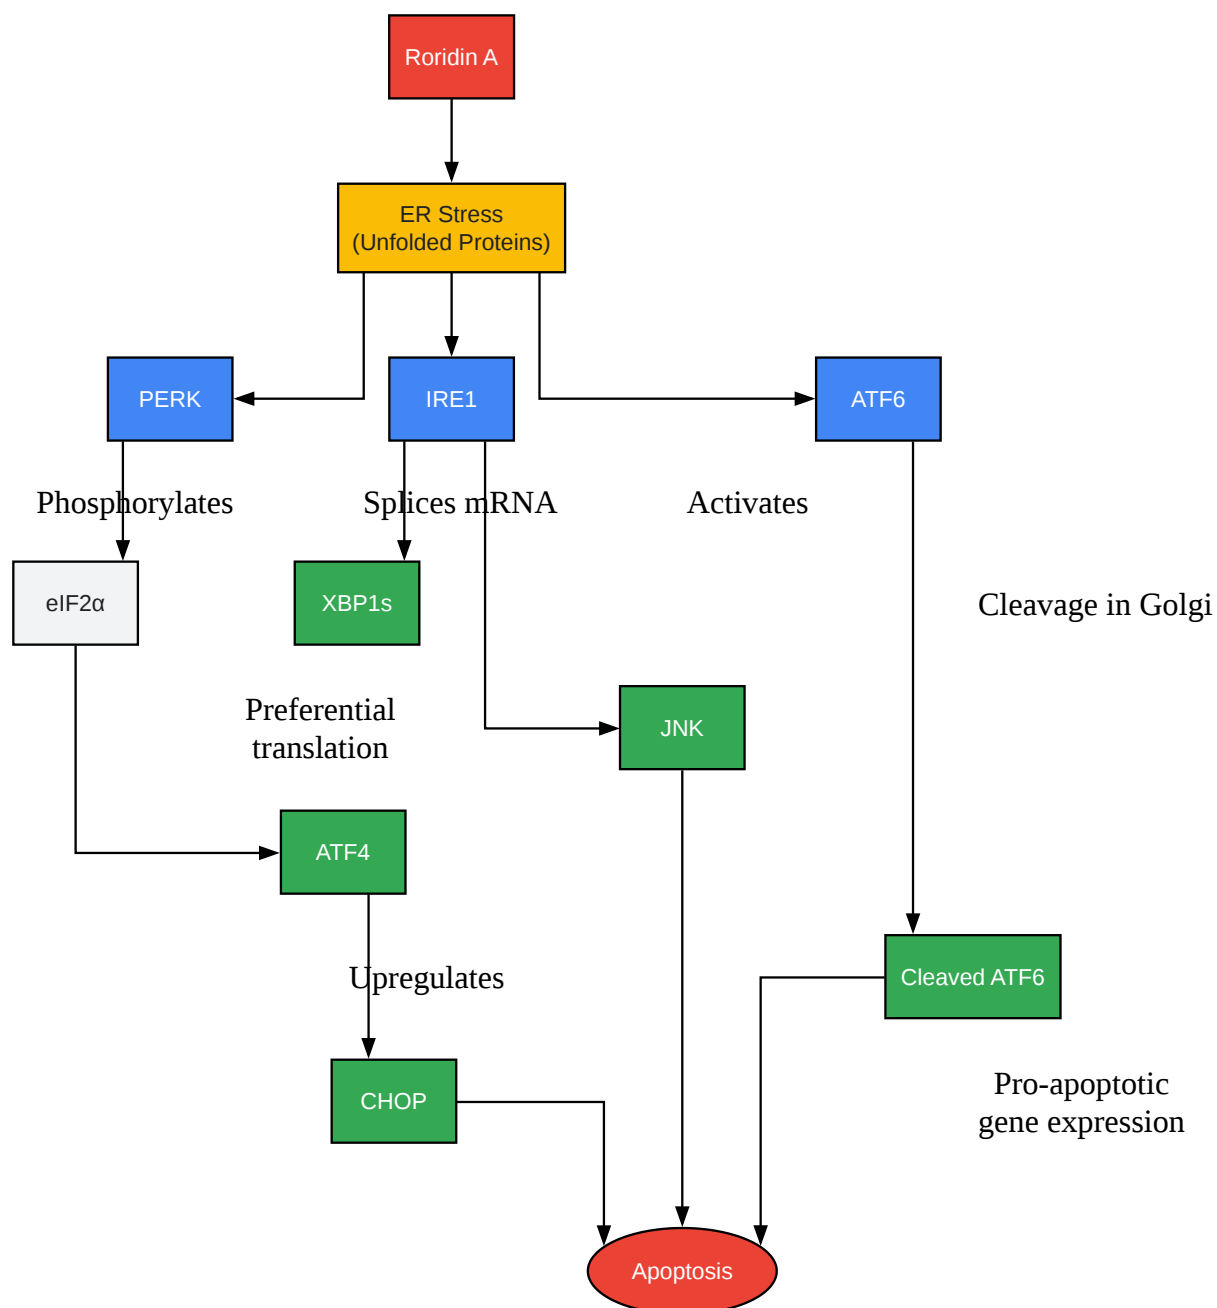 Roridin A
ER Stress
(Unfolded Proteins)
PERK
IRE1
ATF6
Phosphorylates
Splices mRNA
Activates
eIF2α
XBP1s
Cleavage in Golgi
Preferential
translation
JNK
ATF4
Upregulates
Cleaved ATF6
CHOP
Pro-apoptotic
gene expression
Apoptosis